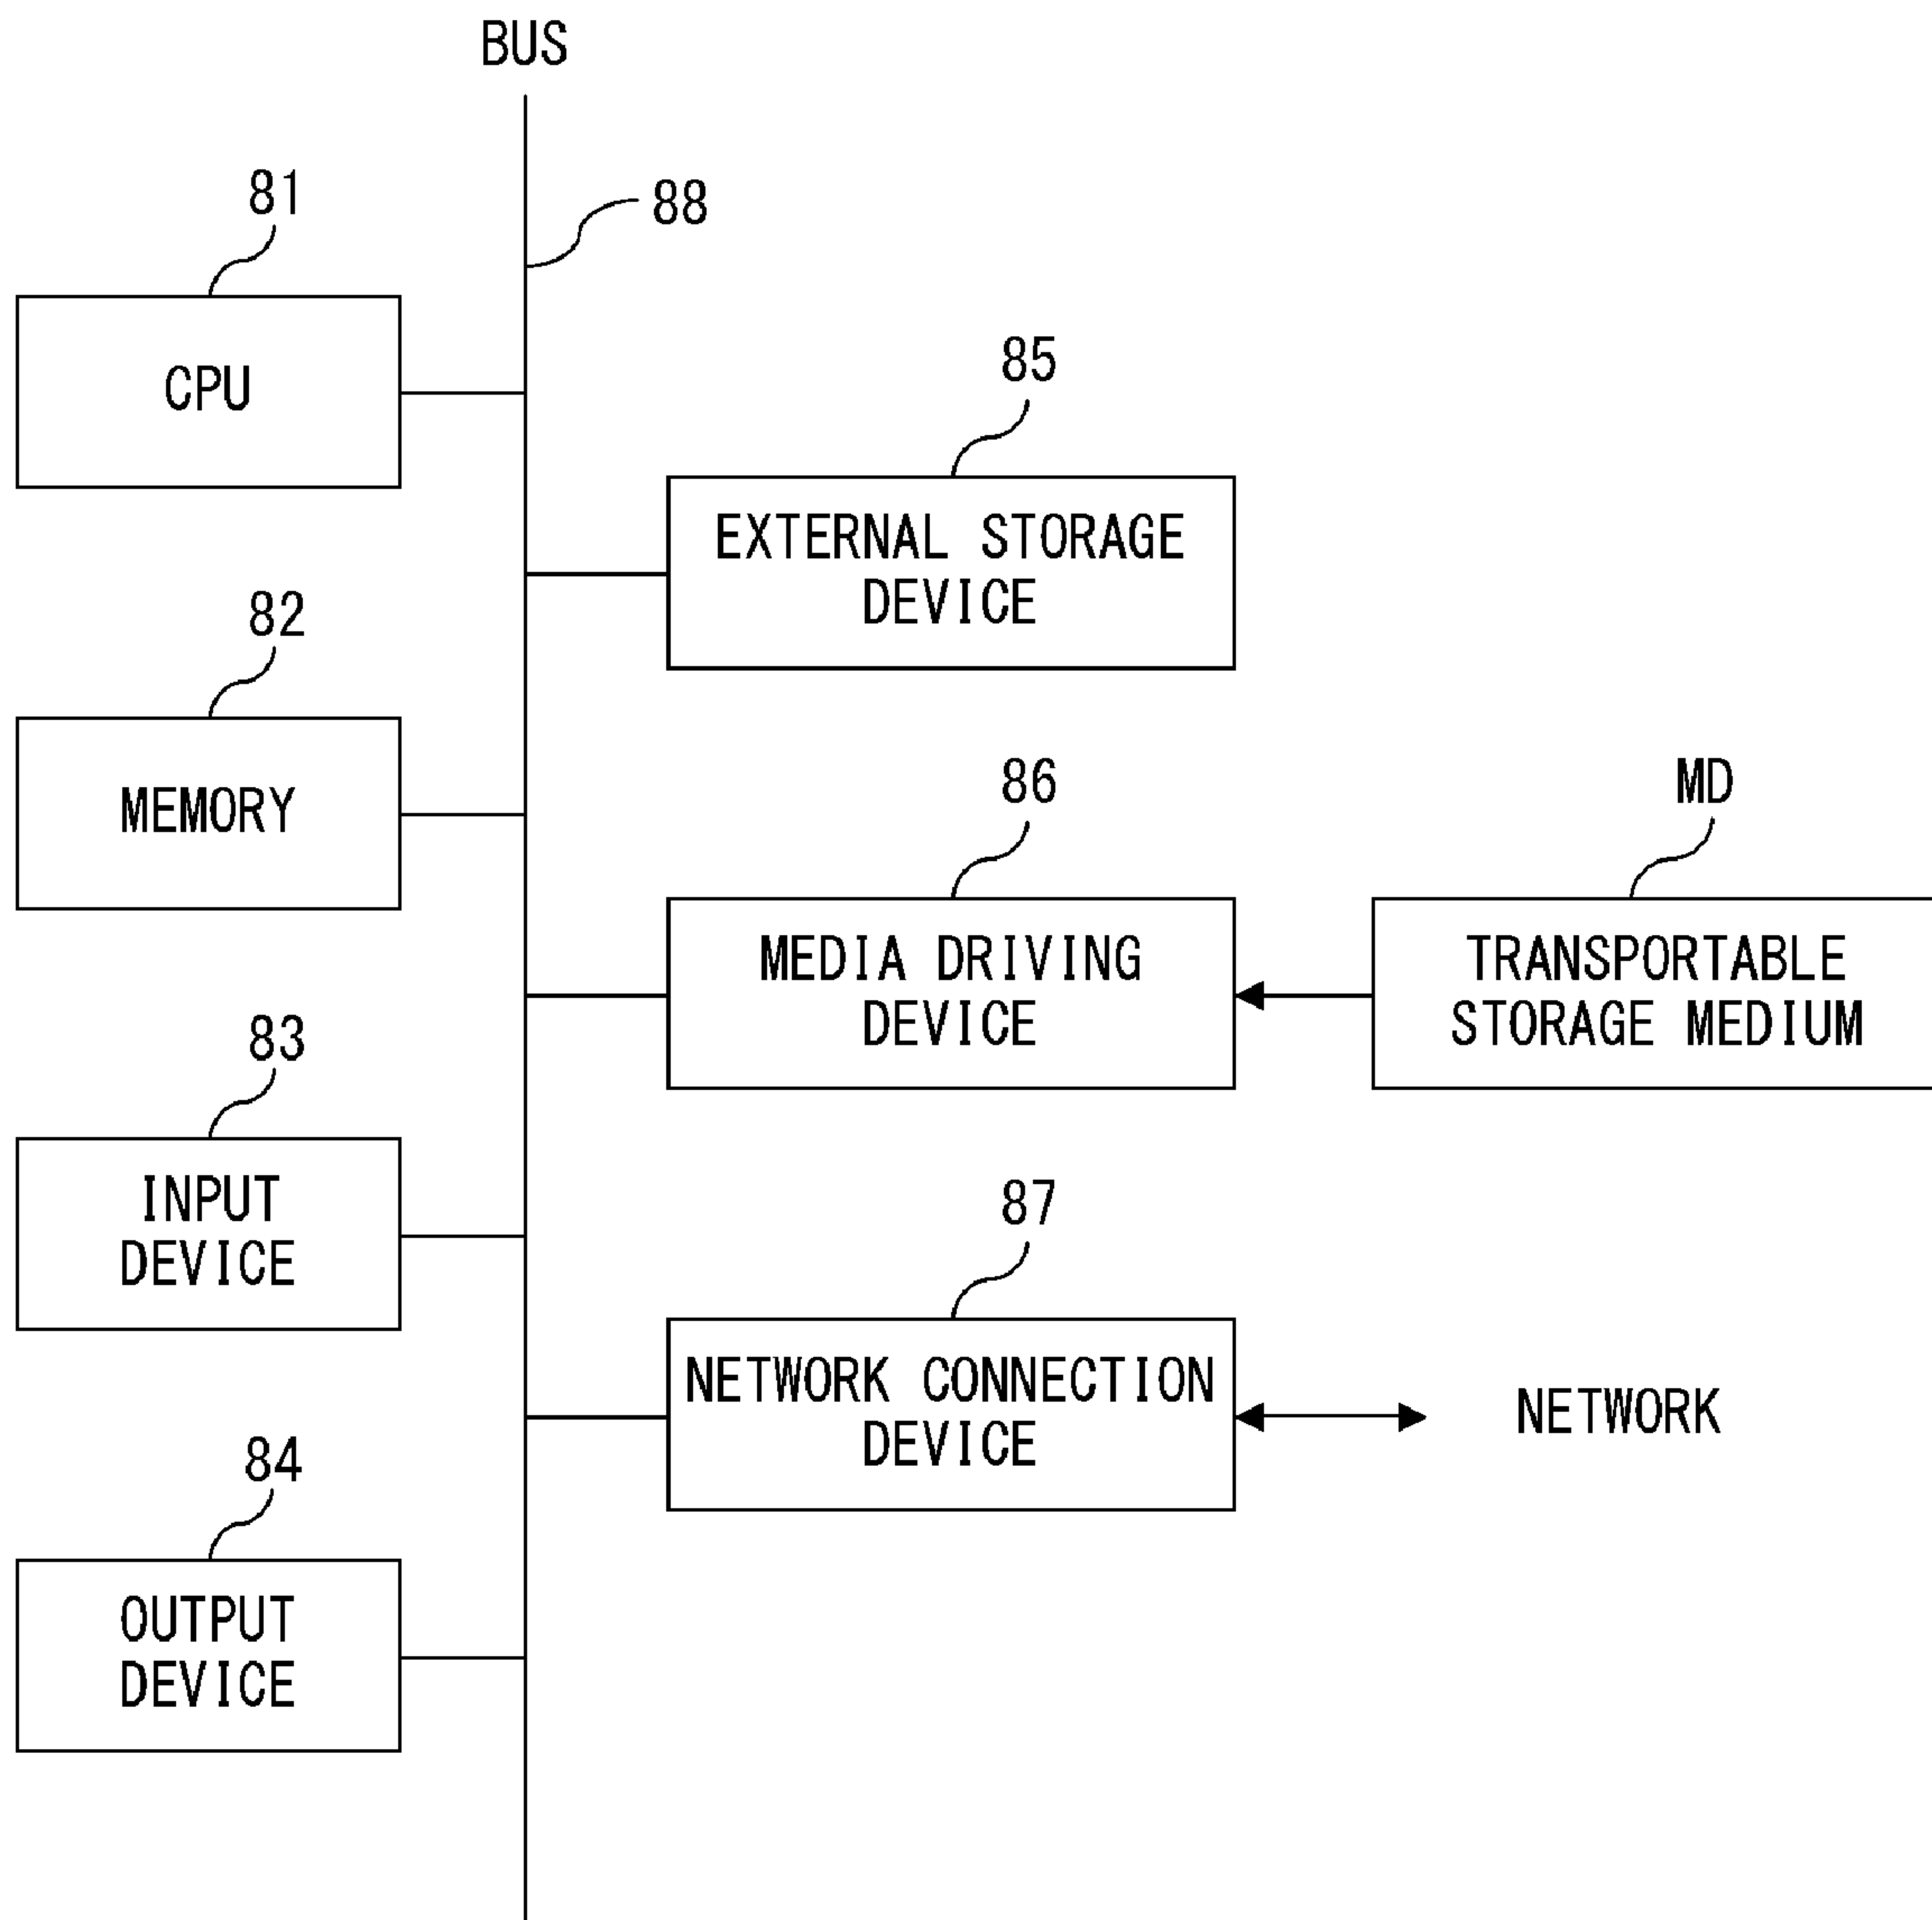 BUS
81
88
CPU
85
EXTERNAL STORAGE
DEVICE
82
MEMORY
86
MD
MEDIA DRIVING
DEVICE
TRANSPORTABLE
STORAGE MEDIUM
83
INPUT
DEVICE
87
NETWORK CONNECTION
DEVICE
NETWORK
84
OUTPUT
DEVICE